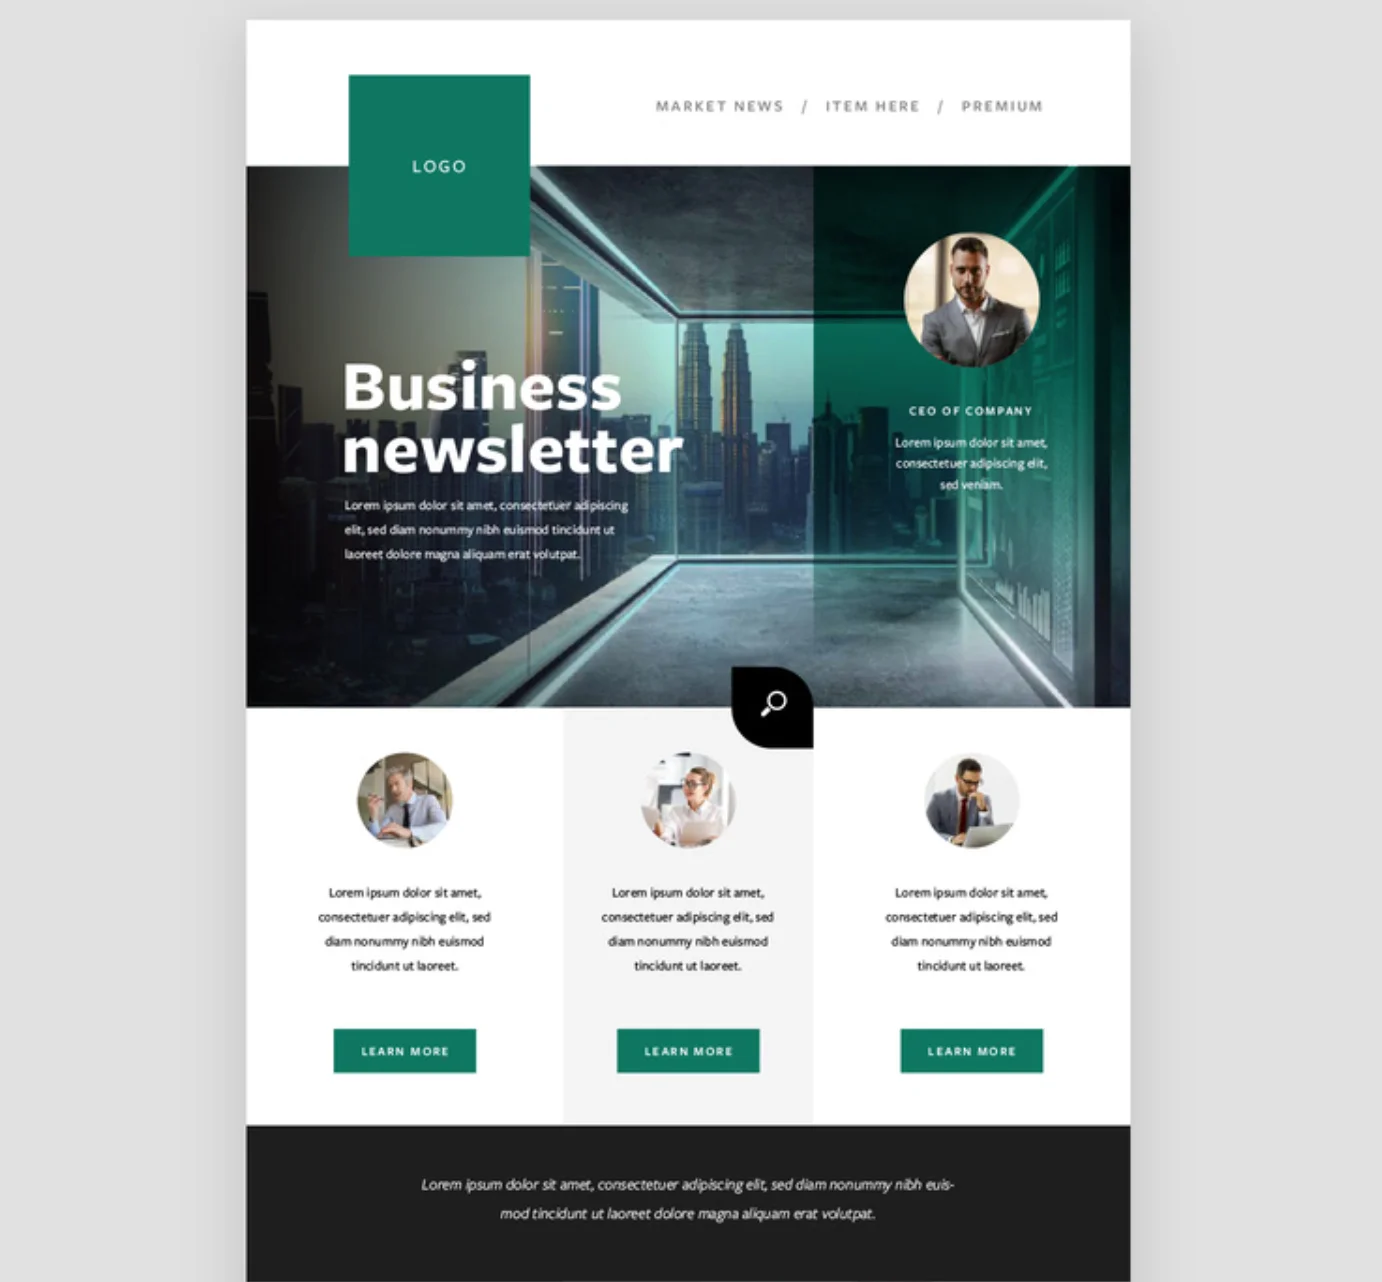 MARKET NEWS / ITEM HERE / PREMIUM
LOGO
Business
newsletter
Lorem ipsum dolor sit amet, consectetuer adipiscing
elit, sed diam nonummy nibh euismod tincidunt ut
laoreet dolore magna aliquam erat volutpat.
CEO OF COMPANY
Lorem ipsum dolor sit amet,
consectetuer adipiscing elit,
sed veniam.
Lorem ipsum dolor sit amet,
consectetuer adipiscing elit, sed
diam nonummy nibh euismod
tincidunt ut laoreet.
LEARN MORE
Lorem ipsum dolor sit amet,
consectetuer adipiscing elit, sed
diam nonummy nibh euismod
tincidunt ut laoreet.
LEARN MORE
Lorem ipsum dolor sit amet,
consectetuer adipiscing elit, sed
diam nonummy nibh euismod
tincidunt ut laoreet.
LEARN MORE
Lorem ipsum dolor sit amet, consectetuer adipiscing elit, sed diam nonummy nibh euis-
mod tincidunt ut laoreet dolore magna aliquam erat volutpat.